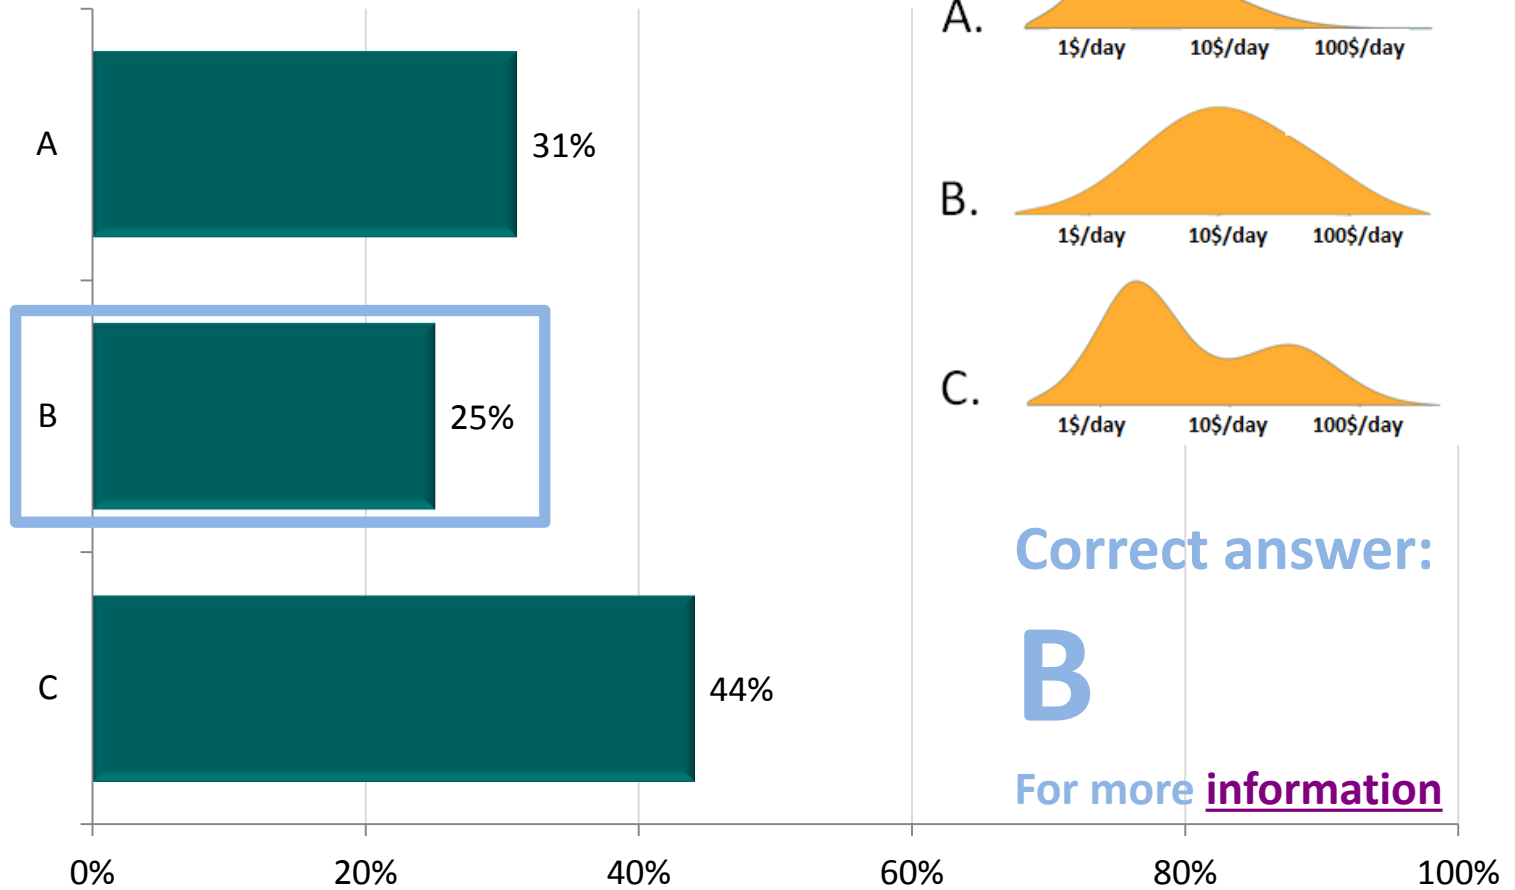 A.
1$/day 10$/day 100$/day
A
31%
B.
1$/day 10$/day 100$/day
B
25%
C.
1$/day 10$/day 100$/day
Correct answer:
B
C
44%
For more information
0% 20% 40% 60% 80% 100%